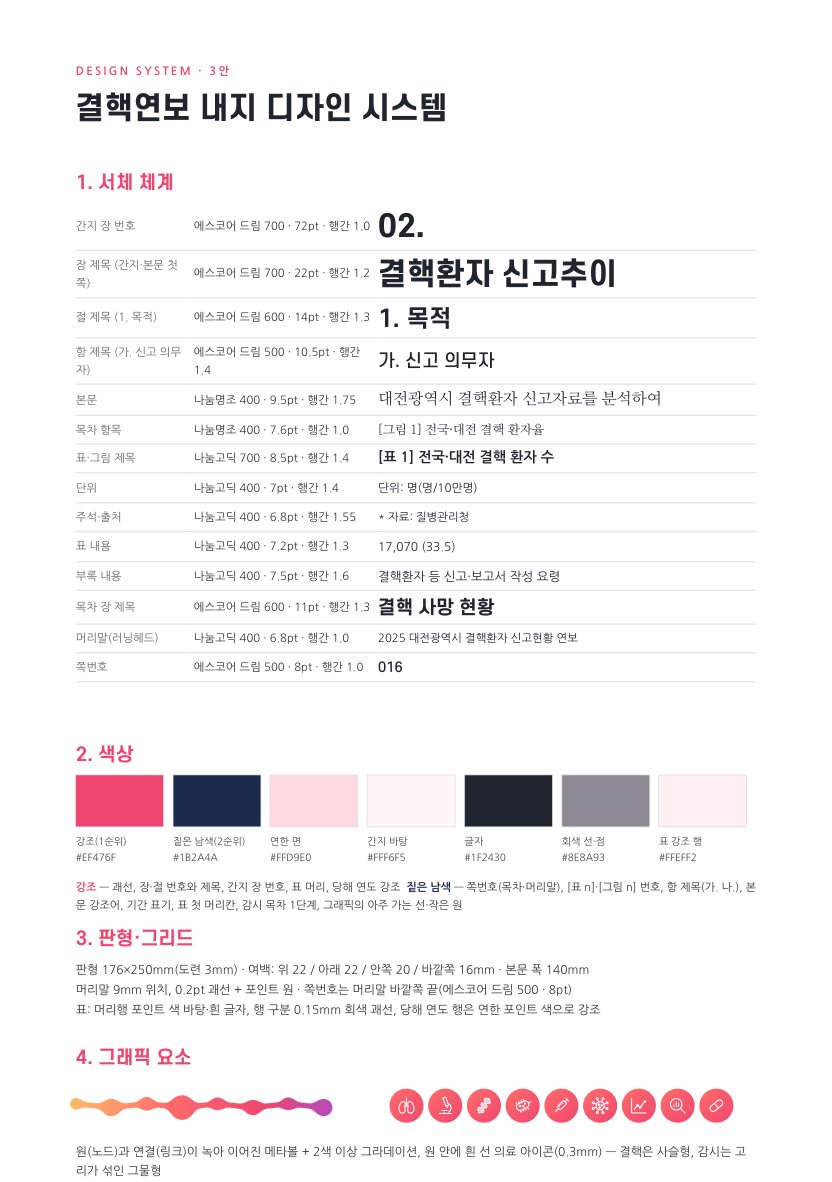 DESIGN SYSTEM · 3안
결핵연보 내지 디자인 시스템
1. 서체 체계
간지 장 번호 에스코어 드림 700 · 72pt · 행간 1.0 02.
장 제목 (간지·본문 첫
쪽) 에스코어 드림 700 · 22pt · 행간 1.2 결핵환자 신고추이
절 제목 (1. 목적) 에스코어 드림 600 · 14pt · 행간 1.3 1. 목적
항 제목 (가. 신고 의무
자) 에스코어 드림 500 · 10.5pt · 행간
1.4 가. 신고 의무자
본문 나눔명조 400 · 9.5pt · 행간 1.75 대전광역시 결핵환자 신고자료를 분석하여
목차 항목 나눔명조 400 · 7.6pt · 행간 1.0 [그림 1] 전국·대전 결핵 환자율
표·그림 제목 나눔고딕 700 · 8.5pt · 행간 1.4 [표 1] 전국·대전 결핵 환자 수
단위 나눔고딕 400 · 7pt · 행간 1.4 단위: 명(명/10만명)
주석·출처 나눔고딕 400 · 6.8pt · 행간 1.55 * 자료: 질병관리청
표 내용 나눔고딕 400 · 7.2pt · 행간 1.3 17,070 (33.5)
부록 내용 나눔고딕 400 · 7.5pt · 행간 1.6 결핵환자 등 신고·보고서 작성 요령
목차 장 제목 에스코어 드림 600 · 11pt · 행간 1.3 결핵 사망 현황
머리말(러닝헤드) 나눔고딕 400 · 6.8pt · 행간 1.0 2025 대전광역시 결핵환자 신고현황 연보
쪽번호 에스코어 드림 500 · 8pt · 행간 1.0 016
2. 색상
강조(1순위) 짙은 남색(2순위) 연한 면 간지 바탕 글자 회색 선·점 표 강조 행
#EF476F #1B2A4A #FFD9E0 #FFF6F5 #1F2430 #8E8A93 #FFEFF2
강조 — 괘선, 장·절 번호와 제목, 간지 장 번호, 표 머리, 당해 연도 강조 짙은 남색 — 쪽번호(목차·머리말), [표 n]·[그림 n] 번호, 항 제목(가. 나.), 본
문 강조어, 기간 표기, 표 첫 머리칸, 감시 목차 1단계, 그래픽의 아주 가는 선·작은 원
3. 판형·그리드
판형 176×250mm(도련 3mm) · 여백: 위 22 / 아래 22 / 안쪽 20 / 바깥쪽 16mm · 본문 폭 140mm
머리말 9mm 위치, 0.2pt 괘선 + 포인트 원 · 쪽번호는 머리말 바깥쪽 끝(에스코어 드림 500 · 8pt)
표: 머리행 포인트 색 바탕·흰 글자, 행 구분 0.15mm 회색 괘선, 당해 연도 행은 연한 포인트 색으로 강조
4. 그래픽 요소
원(노드)과 연결(링크)이 녹아 이어진 메타볼 + 2색 이상 그라데이션, 원 안에 흰 선 의료 아이콘(0.3mm) — 결핵은 사슬형, 감시는 고
리가 섞인 그물형